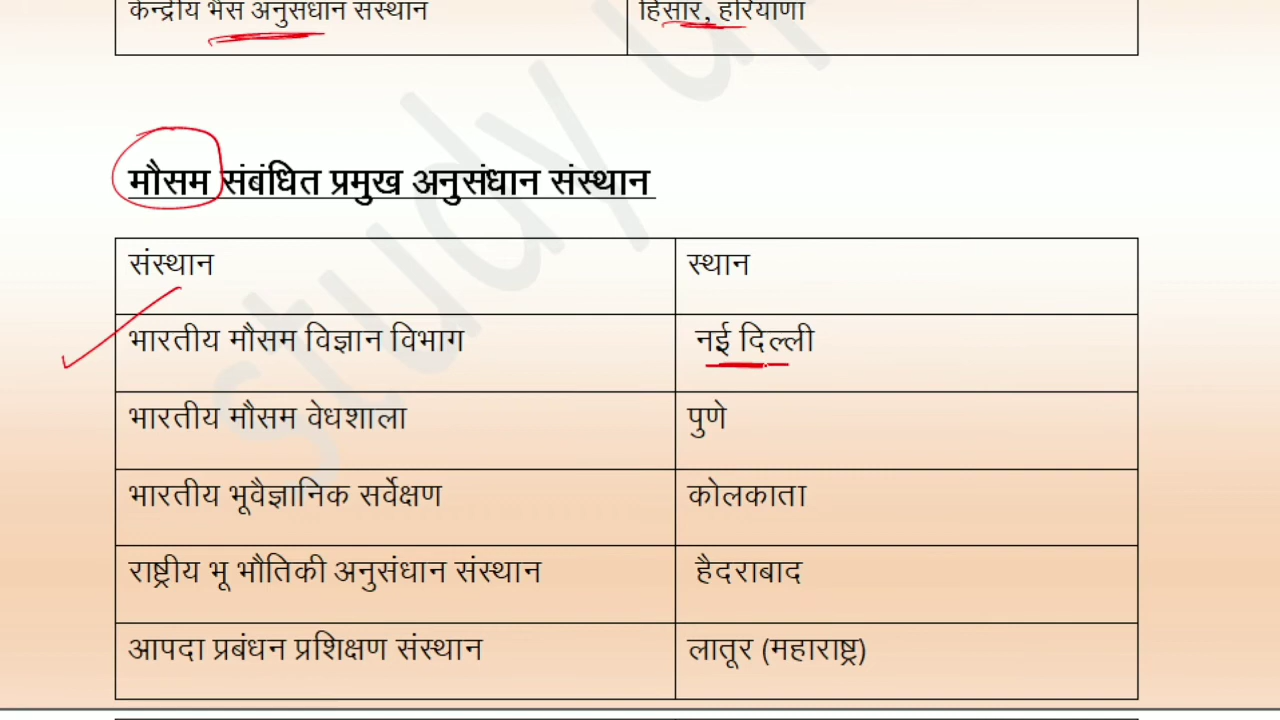 केन्द्रीय भैंस अनुसंधान संस्थान हिसार, हरियाणा
मौसम संबंधित प्रमुख अनुसंधान संस्थान
संस्थान स्थान
भारतीय मौसम विज्ञान विभाग नई दिल्ली
भारतीय मौसम वेधशाला पुणे
भारतीय भूवैज्ञानिक सर्वेक्षण कोलकाता
राष्ट्रीय भू भौतिकी अनुसंधान संस्थान हैदराबाद
आपदा प्रबंधन प्रशिक्षण संस्थान लातूर (महाराष्ट्र)
study